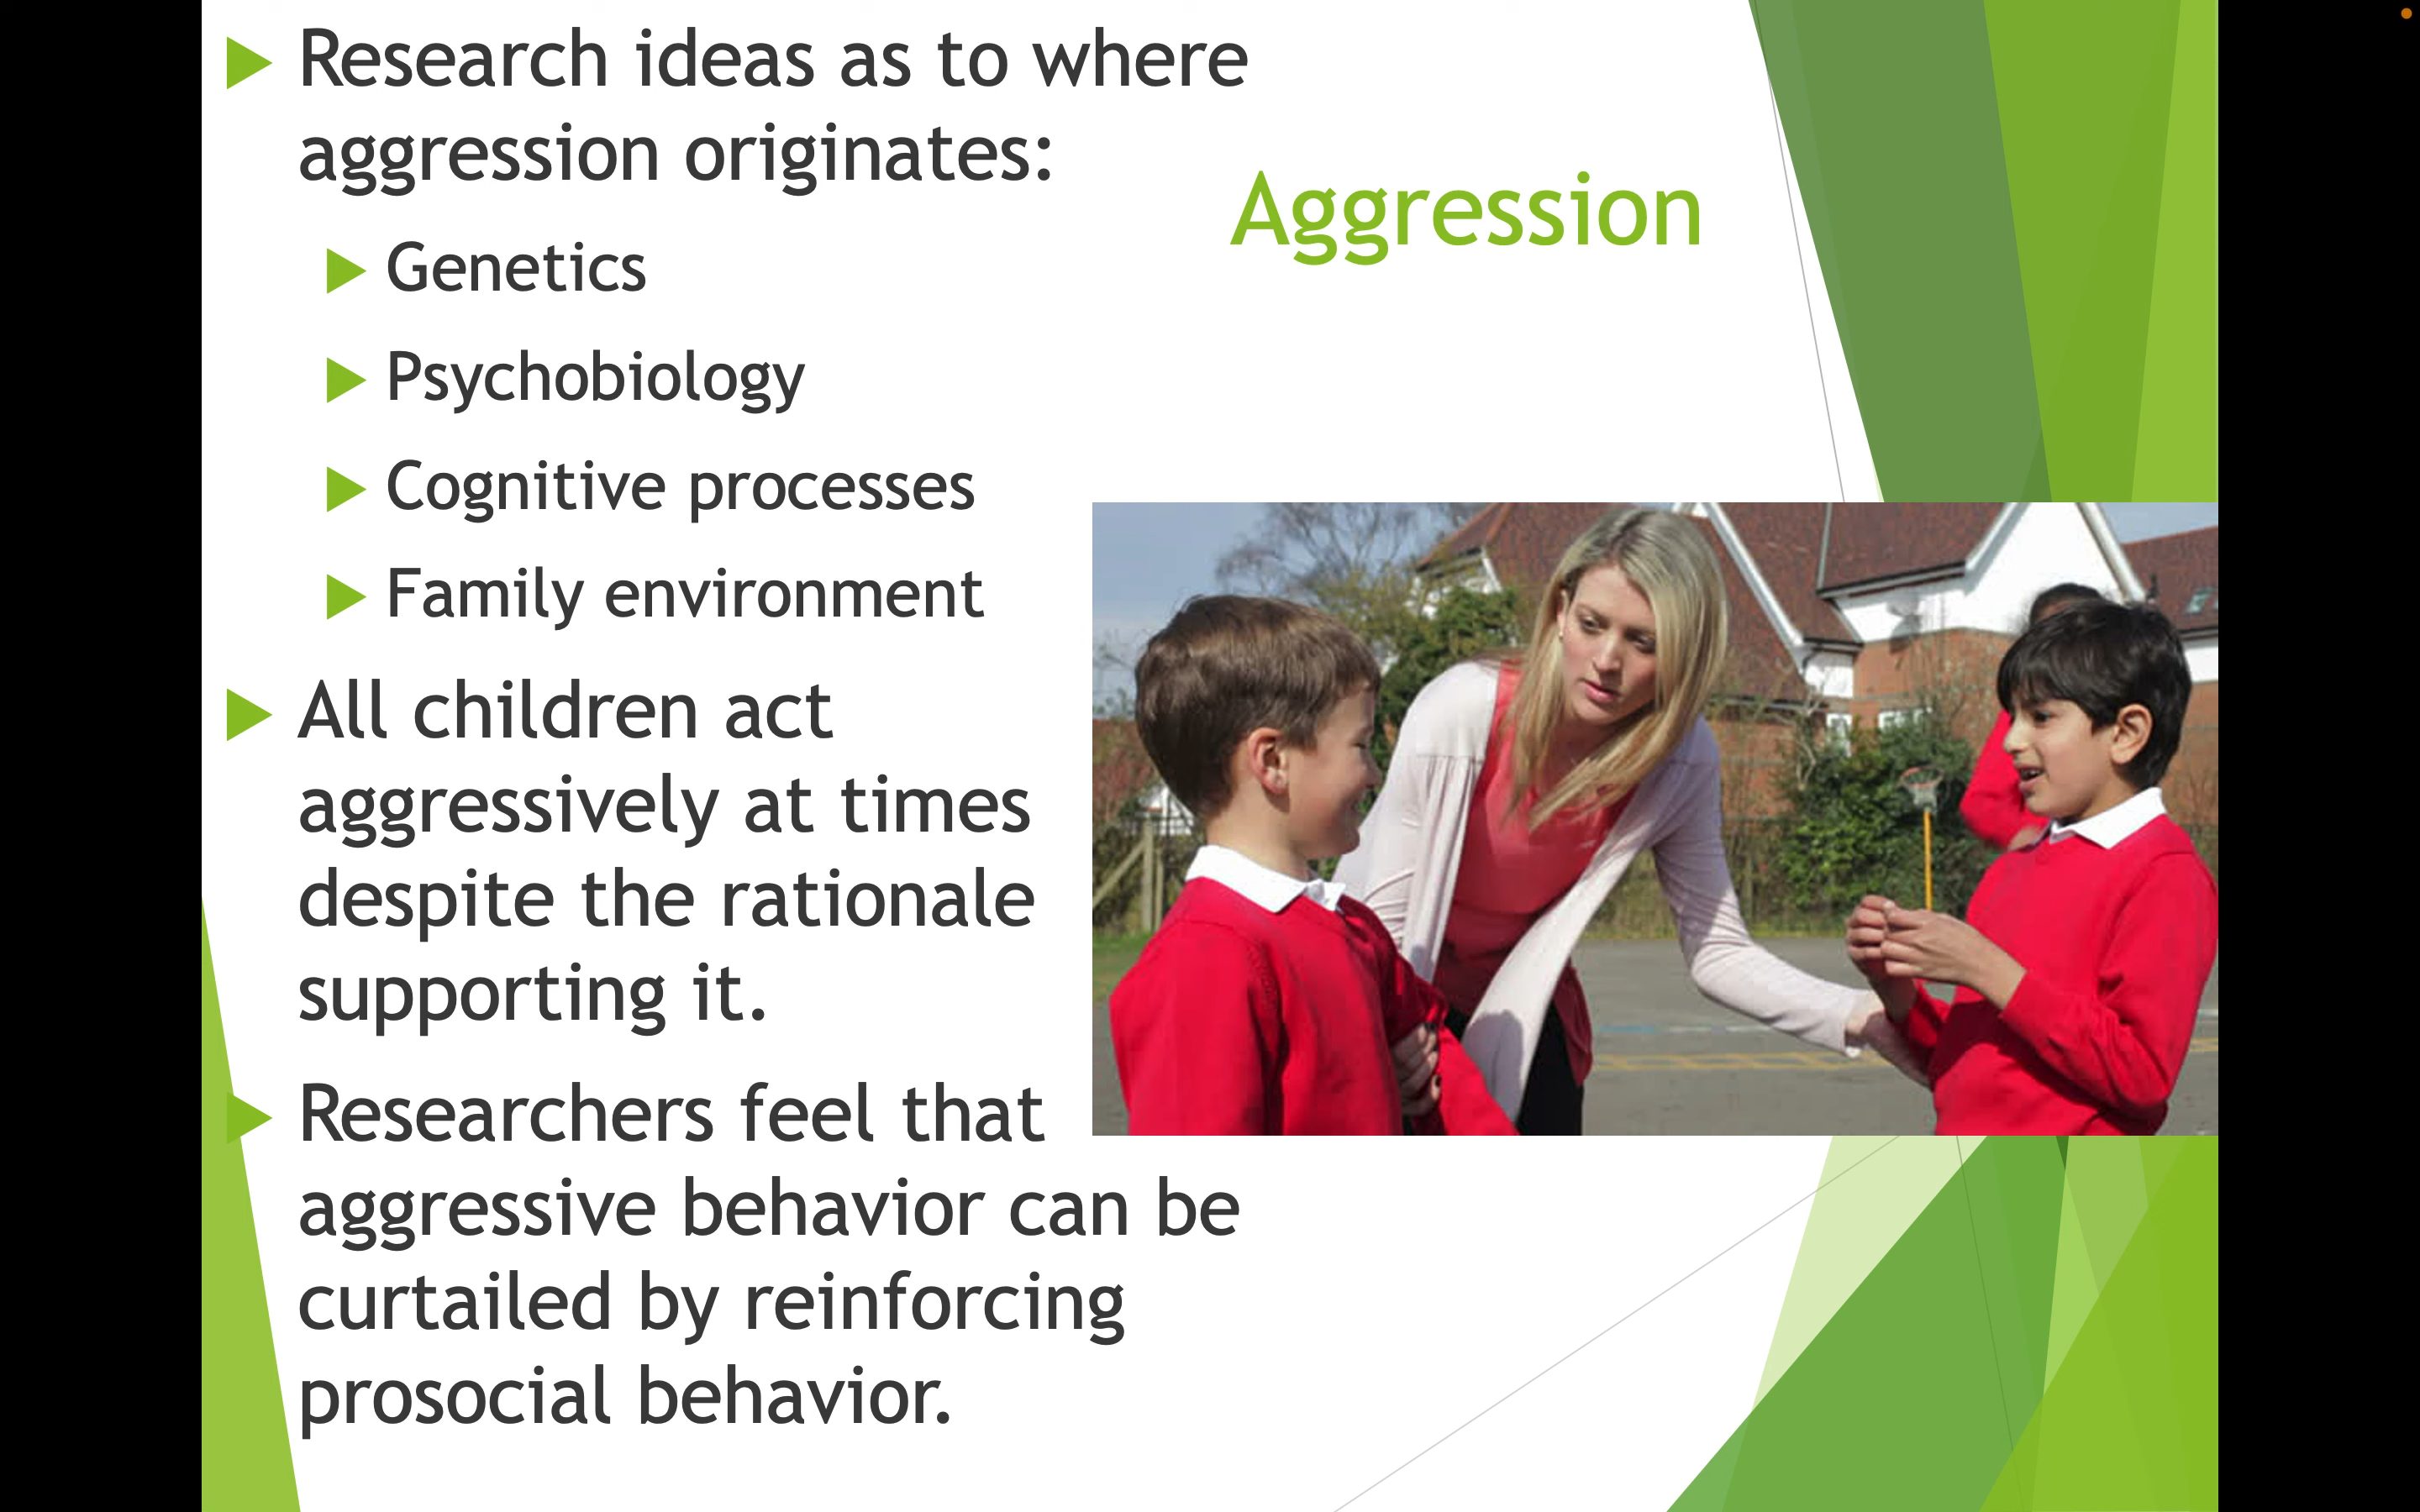 Aggression
Research ideas as to where
aggression originates:
Genetics
Psychobiology
Cognitive processes
Family environment
All children act
aggressively at times
despite the rationale
supporting it.
Researchers feel that
aggressive behavior can be
curtailed by reinforcing
prosocial behavior.